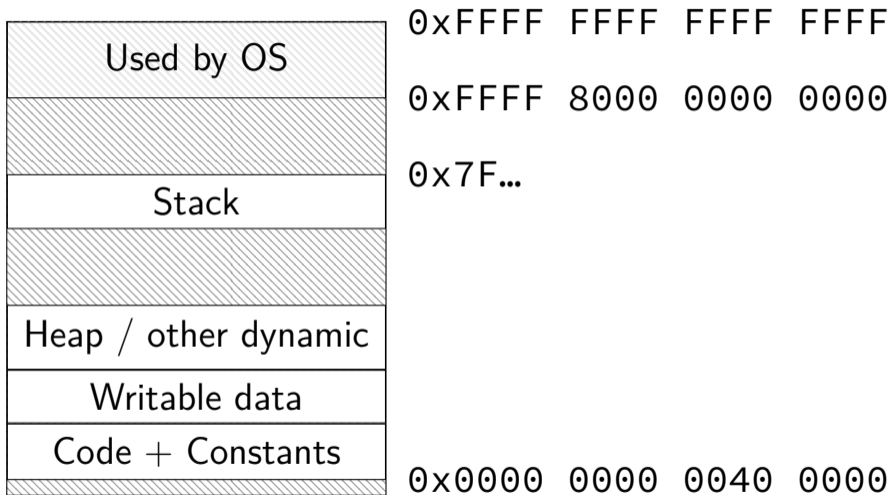 0xFFFF FFFF FFFF FFFF
Used by OS
0xFFFF 8000 0000 0000
0x7F…
Stack
Heap / other dynamic
Writable data
Code + Constants
0x0000 0000 0040 0000